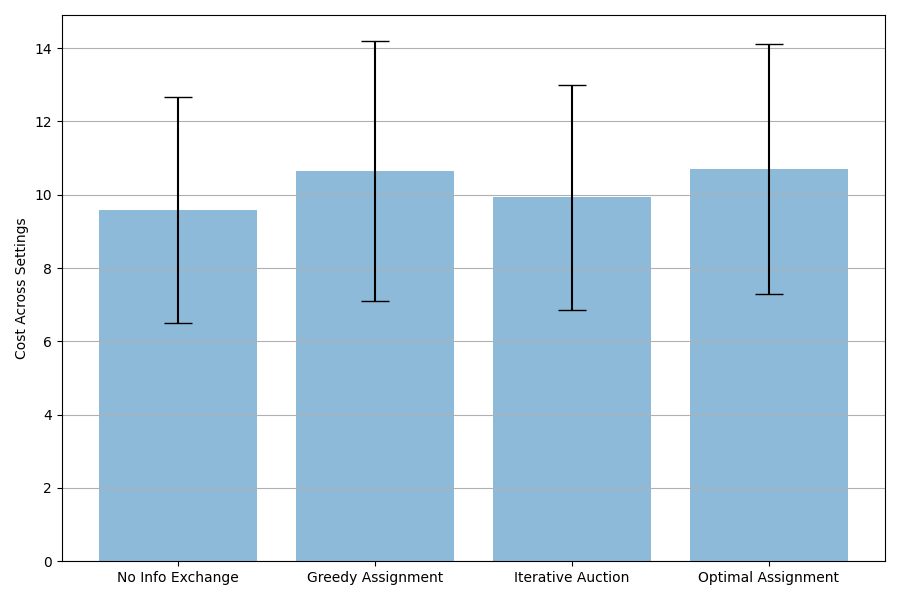 14
12
10
8
6
4
2
0
Cost Across Settings
No Info Exchange
Greedy Assignment
Iterative Auction
Optimal Assignment